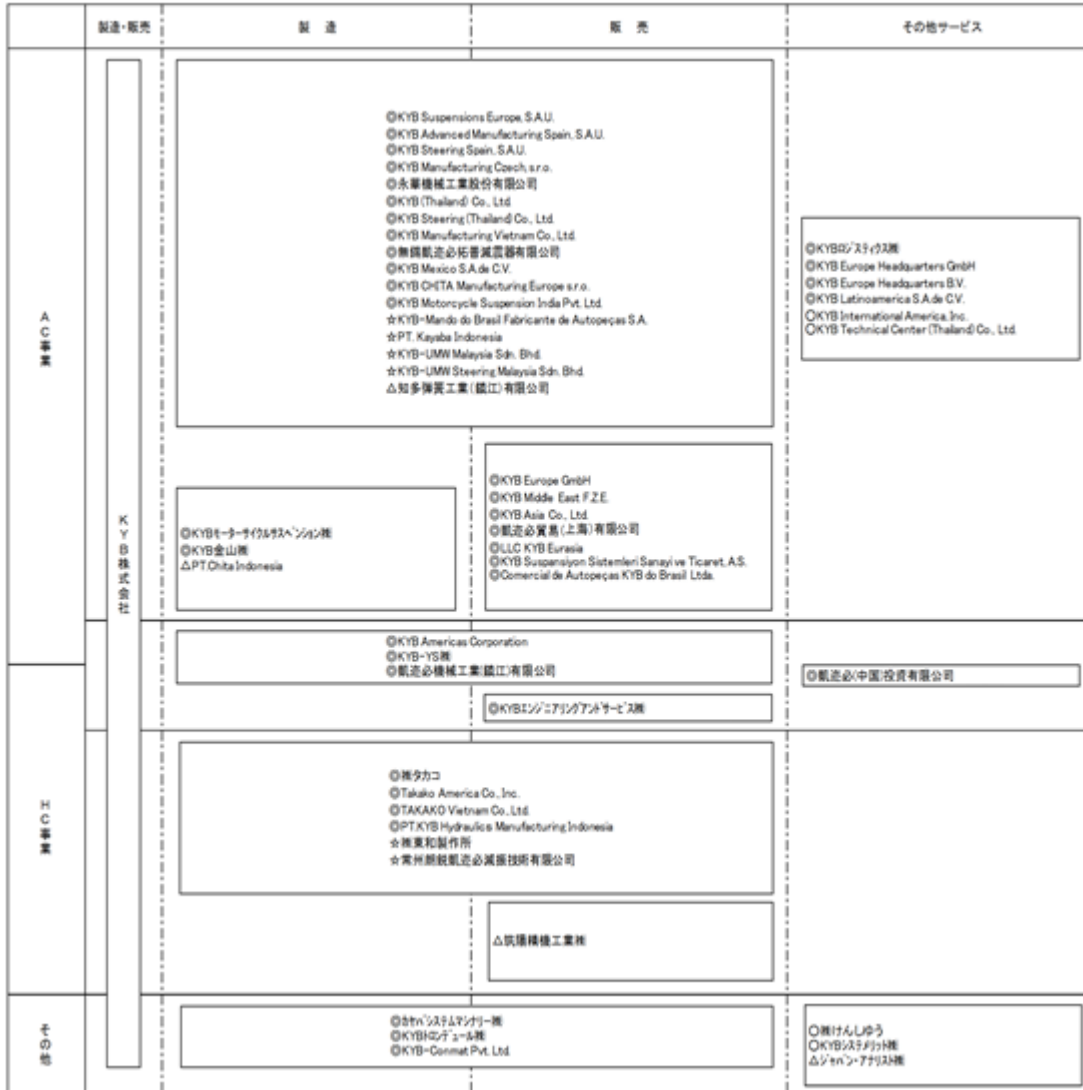 製造・販売
製 造
販 売
その他サービス
AC事業
KYB株式会社
◎KYB Suspensions Europe, S.A.U.
◎KYB Advanced Manufacturing Spain, S.A.U.
◎KYB Steering Spain, S.A.U.
◎KYB Manufacturing Czech, s.r.o.
◎永華機械工業股份有限公司
◎KYB (Thailand) Co., Ltd.
◎KYB Steering (Thailand) Co., Ltd.
◎KYB Manufacturing Vietnam Co., Ltd.
◎無錫凱迩必拓普減震器有限公司
◎KYB Mexico S.A. de C.V.
◎KYB CHITA Manufacturing Europe s.r.o.
◎KYB Motorcycle Suspension India Pvt. Ltd.
☆KYB-Mando do Brasil Fabricante de Autopeças S.A.
☆PT. Kayaba Indonesia
☆KYB-UMW Malaysia Sdn. Bhd.
☆KYB-UMW Steering Malaysia Sdn. Bhd.
△知多弾簧工業(鎮江)有限公司
◎KYBロジスティクス㈱
◎KYB Europe Headquarters GmbH
◎KYB Europe Headquarters B.V.
◎KYB Latinoamerica S.A. de C.V.
○KYB International America, Inc.
○KYB Technical Center (Thailand) Co., Ltd.
◎KYBモーターサイクルサスペンション㈱
◎KYB金山㈱
△PT.Chita Indonesia
◎KYB Europe GmbH
◎KYB Middle East F.Z.E.
◎KYB Asia Co., Ltd.
◎凱迩必貿易(上海)有限公司
◎LLC KYB Eurasia
◎KYB Suspansiyon Sistemleri Sanayi ve Ticaret, A.S.
◎Comercial de Autopeças KYB do Brasil Ltda.
◎KYB Americas Corporation
◎KYB-YS㈱
◎凱迩必機械工業(鎮江)有限公司
◎凱迩必(中国)投資有限公司
◎KYBエンジニアリングアンドサービス㈱
HC事業
◎㈱タカコ
◎Takako America Co., Inc.
◎TAKAKO Vietnam Co., Ltd.
◎PT.KYB Hydraulics Manufacturing Indonesia
☆㈱東和製作所
☆常州朗鋭凱迩必減振技術有限公司
△筑陽精機工業㈱
その他
◎カヤバシステムマシナリー㈱
◎KYBトロンデュール㈱
◎KYB-Conmat Pvt. Ltd.
○㈱けんしゆう
○KYBシステメリット㈱
△ジャパン・アナリスト㈱